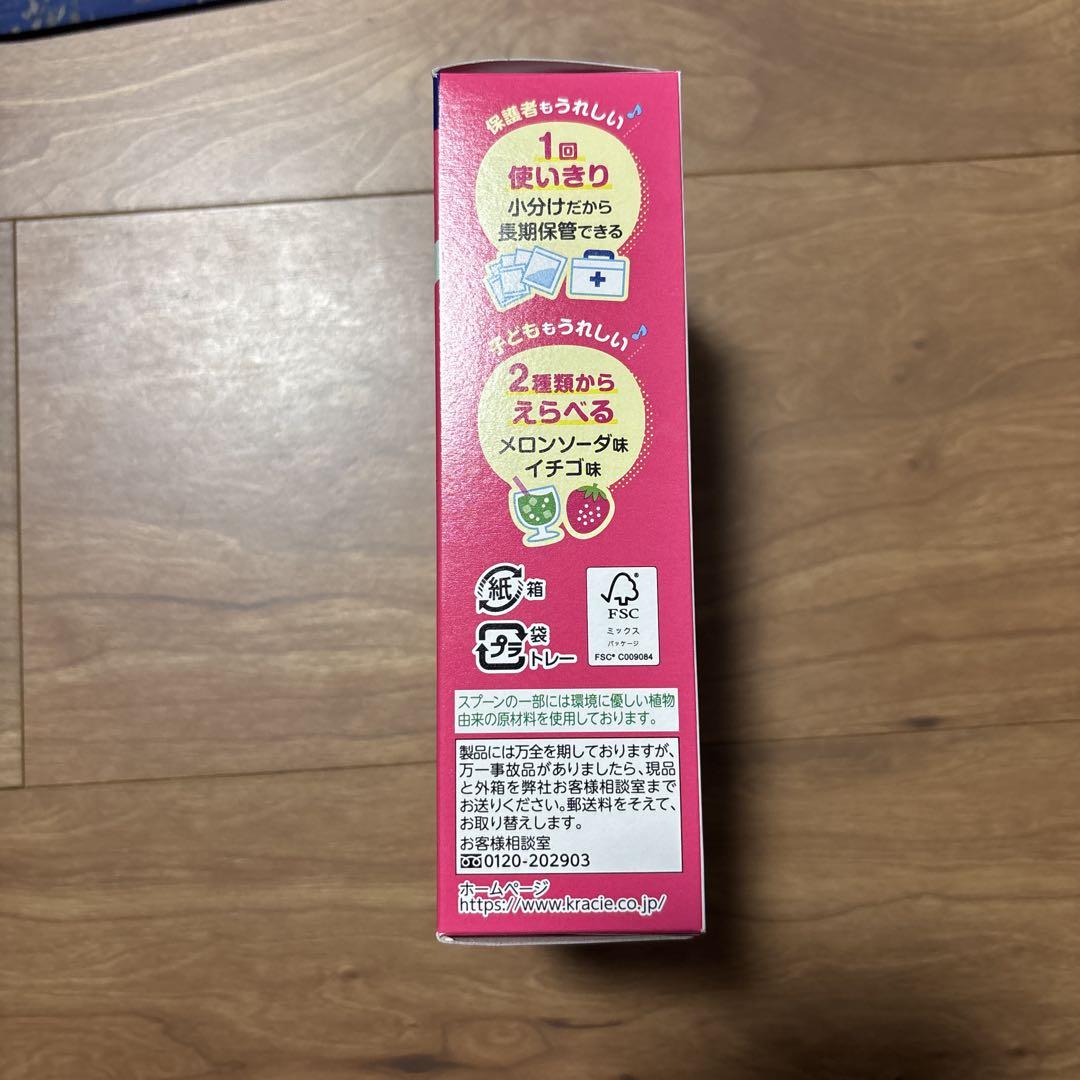 保護者もうれしい♪
1回
使いきり
小分けだから
長期保管できる
子どももうれしい♪
2種類から
えらべる
メロンソーダ味
イチゴ味
紙 箱
プラ 袋
トレー
FSC
ミックス
パッケージ
FSC® C009084
スプーンの一部には環境に優しい植物
由来の原材料を使用しております。
製品には万全を期しておりますが、
万一事故品がありましたら、現品
と外箱を弊社お客様相談室まで
お送りください。郵送料をそえて、
お取り替えします。
お客様相談室
0120-202903
ホームページ
https://www.kracie.co.jp/